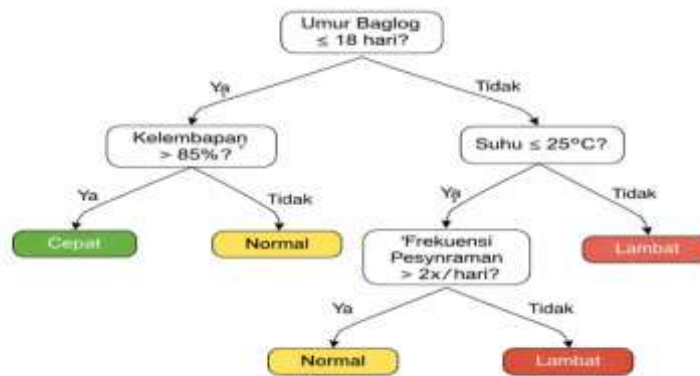 Umur Baglog
≤ 18 hari?
Ya
Tidak
Kelembapan
> 85%?
Suhu ≤ 25°C?
Ya
Tidak
Ya
Tidak
Cepat
Normal
'Frekuensi
Pesynraman
> 2x/hari?
Lambat
Ya
Tidak
Normal
Lambat